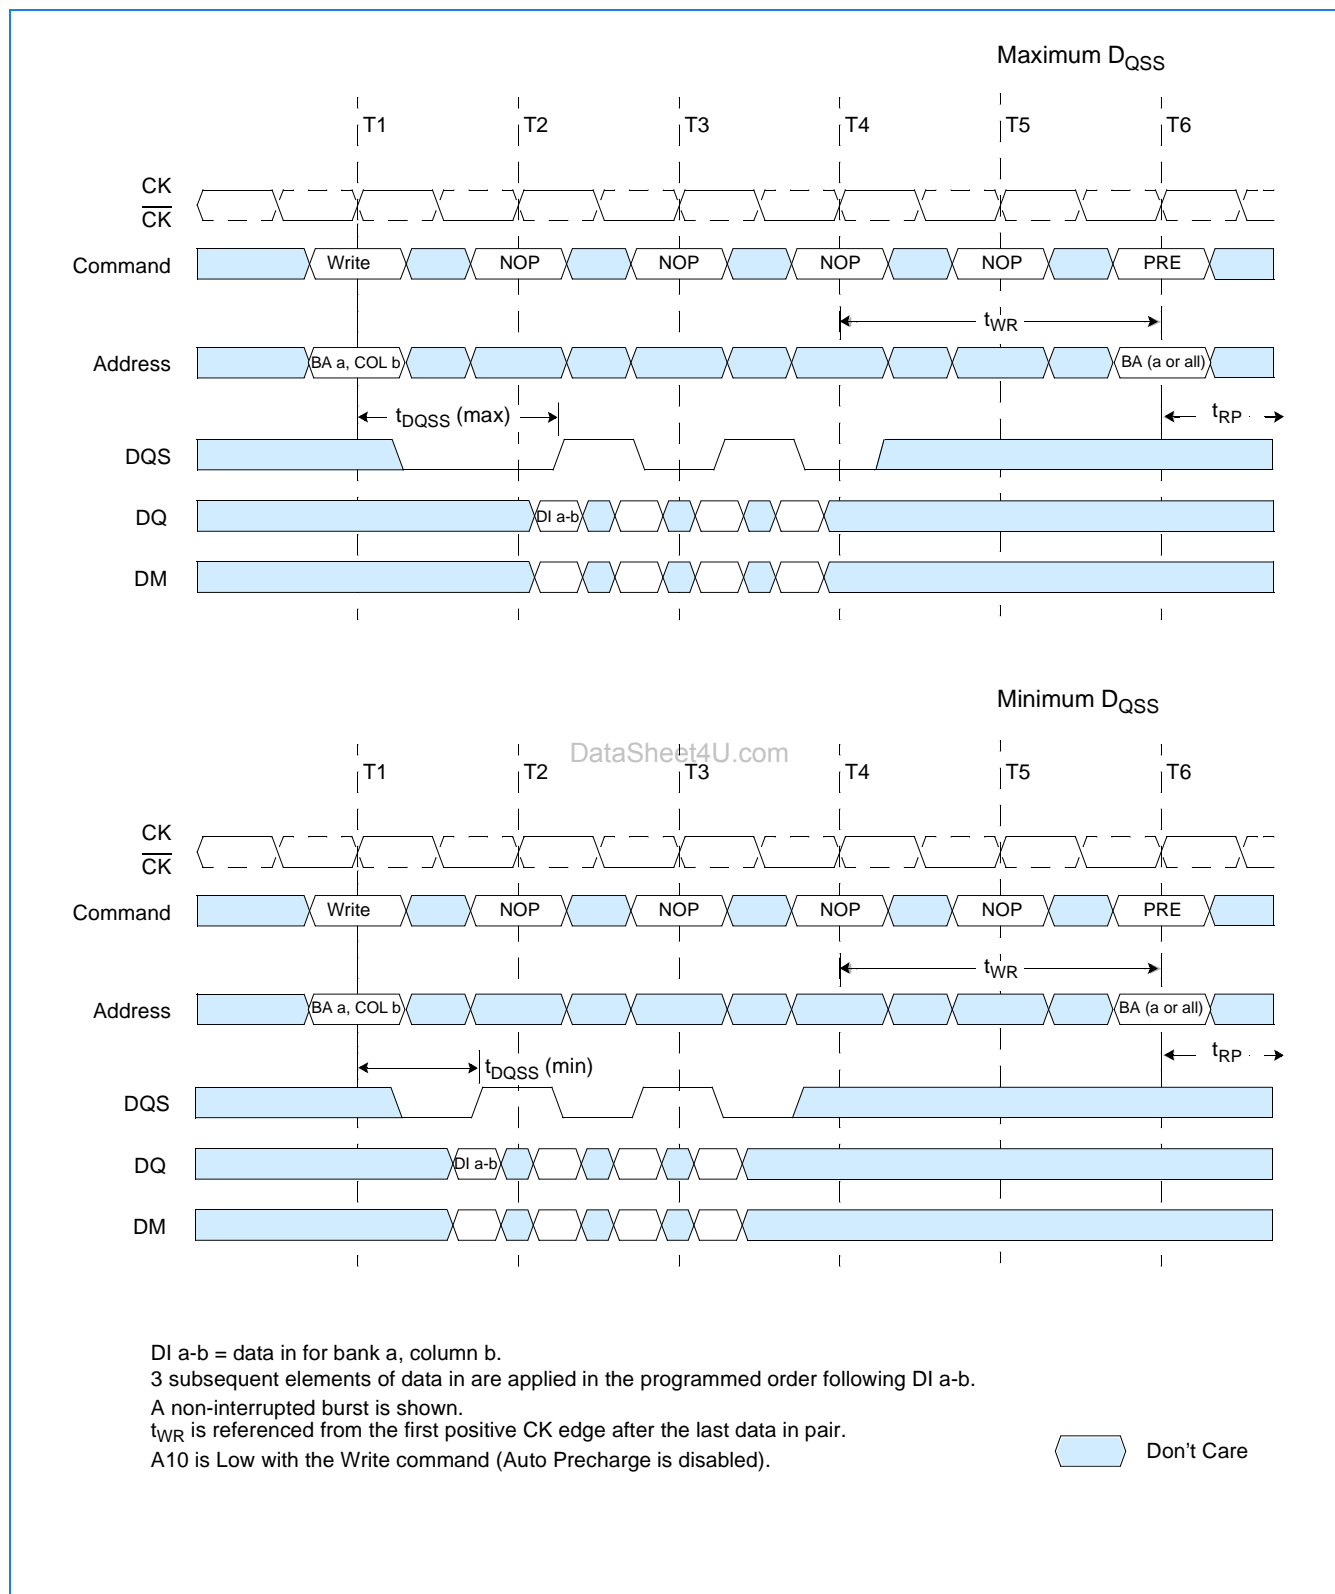 Maximum DQSS
T1 T2 T3 T4 T5 T6
CK
CK
Command Write NOP NOP NOP NOP PRE
tWR
Address BA a, COL b BA (a or all)
tDQSS (max) tRP
DQS
DQ DI a-b
DM
Minimum DQSS
DataSheet4U.com
T1 T2 T3 T4 T5 T6
CK
CK
Command Write NOP NOP NOP NOP PRE
tWR
Address BA a, COL b BA (a or all)
tDQSS (min) tRP
DQS
DQ DI a-b
DM
DI a-b = data in for bank a, column b.
3 subsequent elements of data in are applied in the programmed order following DI a-b.
A non-interrupted burst is shown.
tWR is referenced from the first positive CK edge after the last data in pair.
A10 is Low with the Write command (Auto Precharge is disabled).
Don't Care